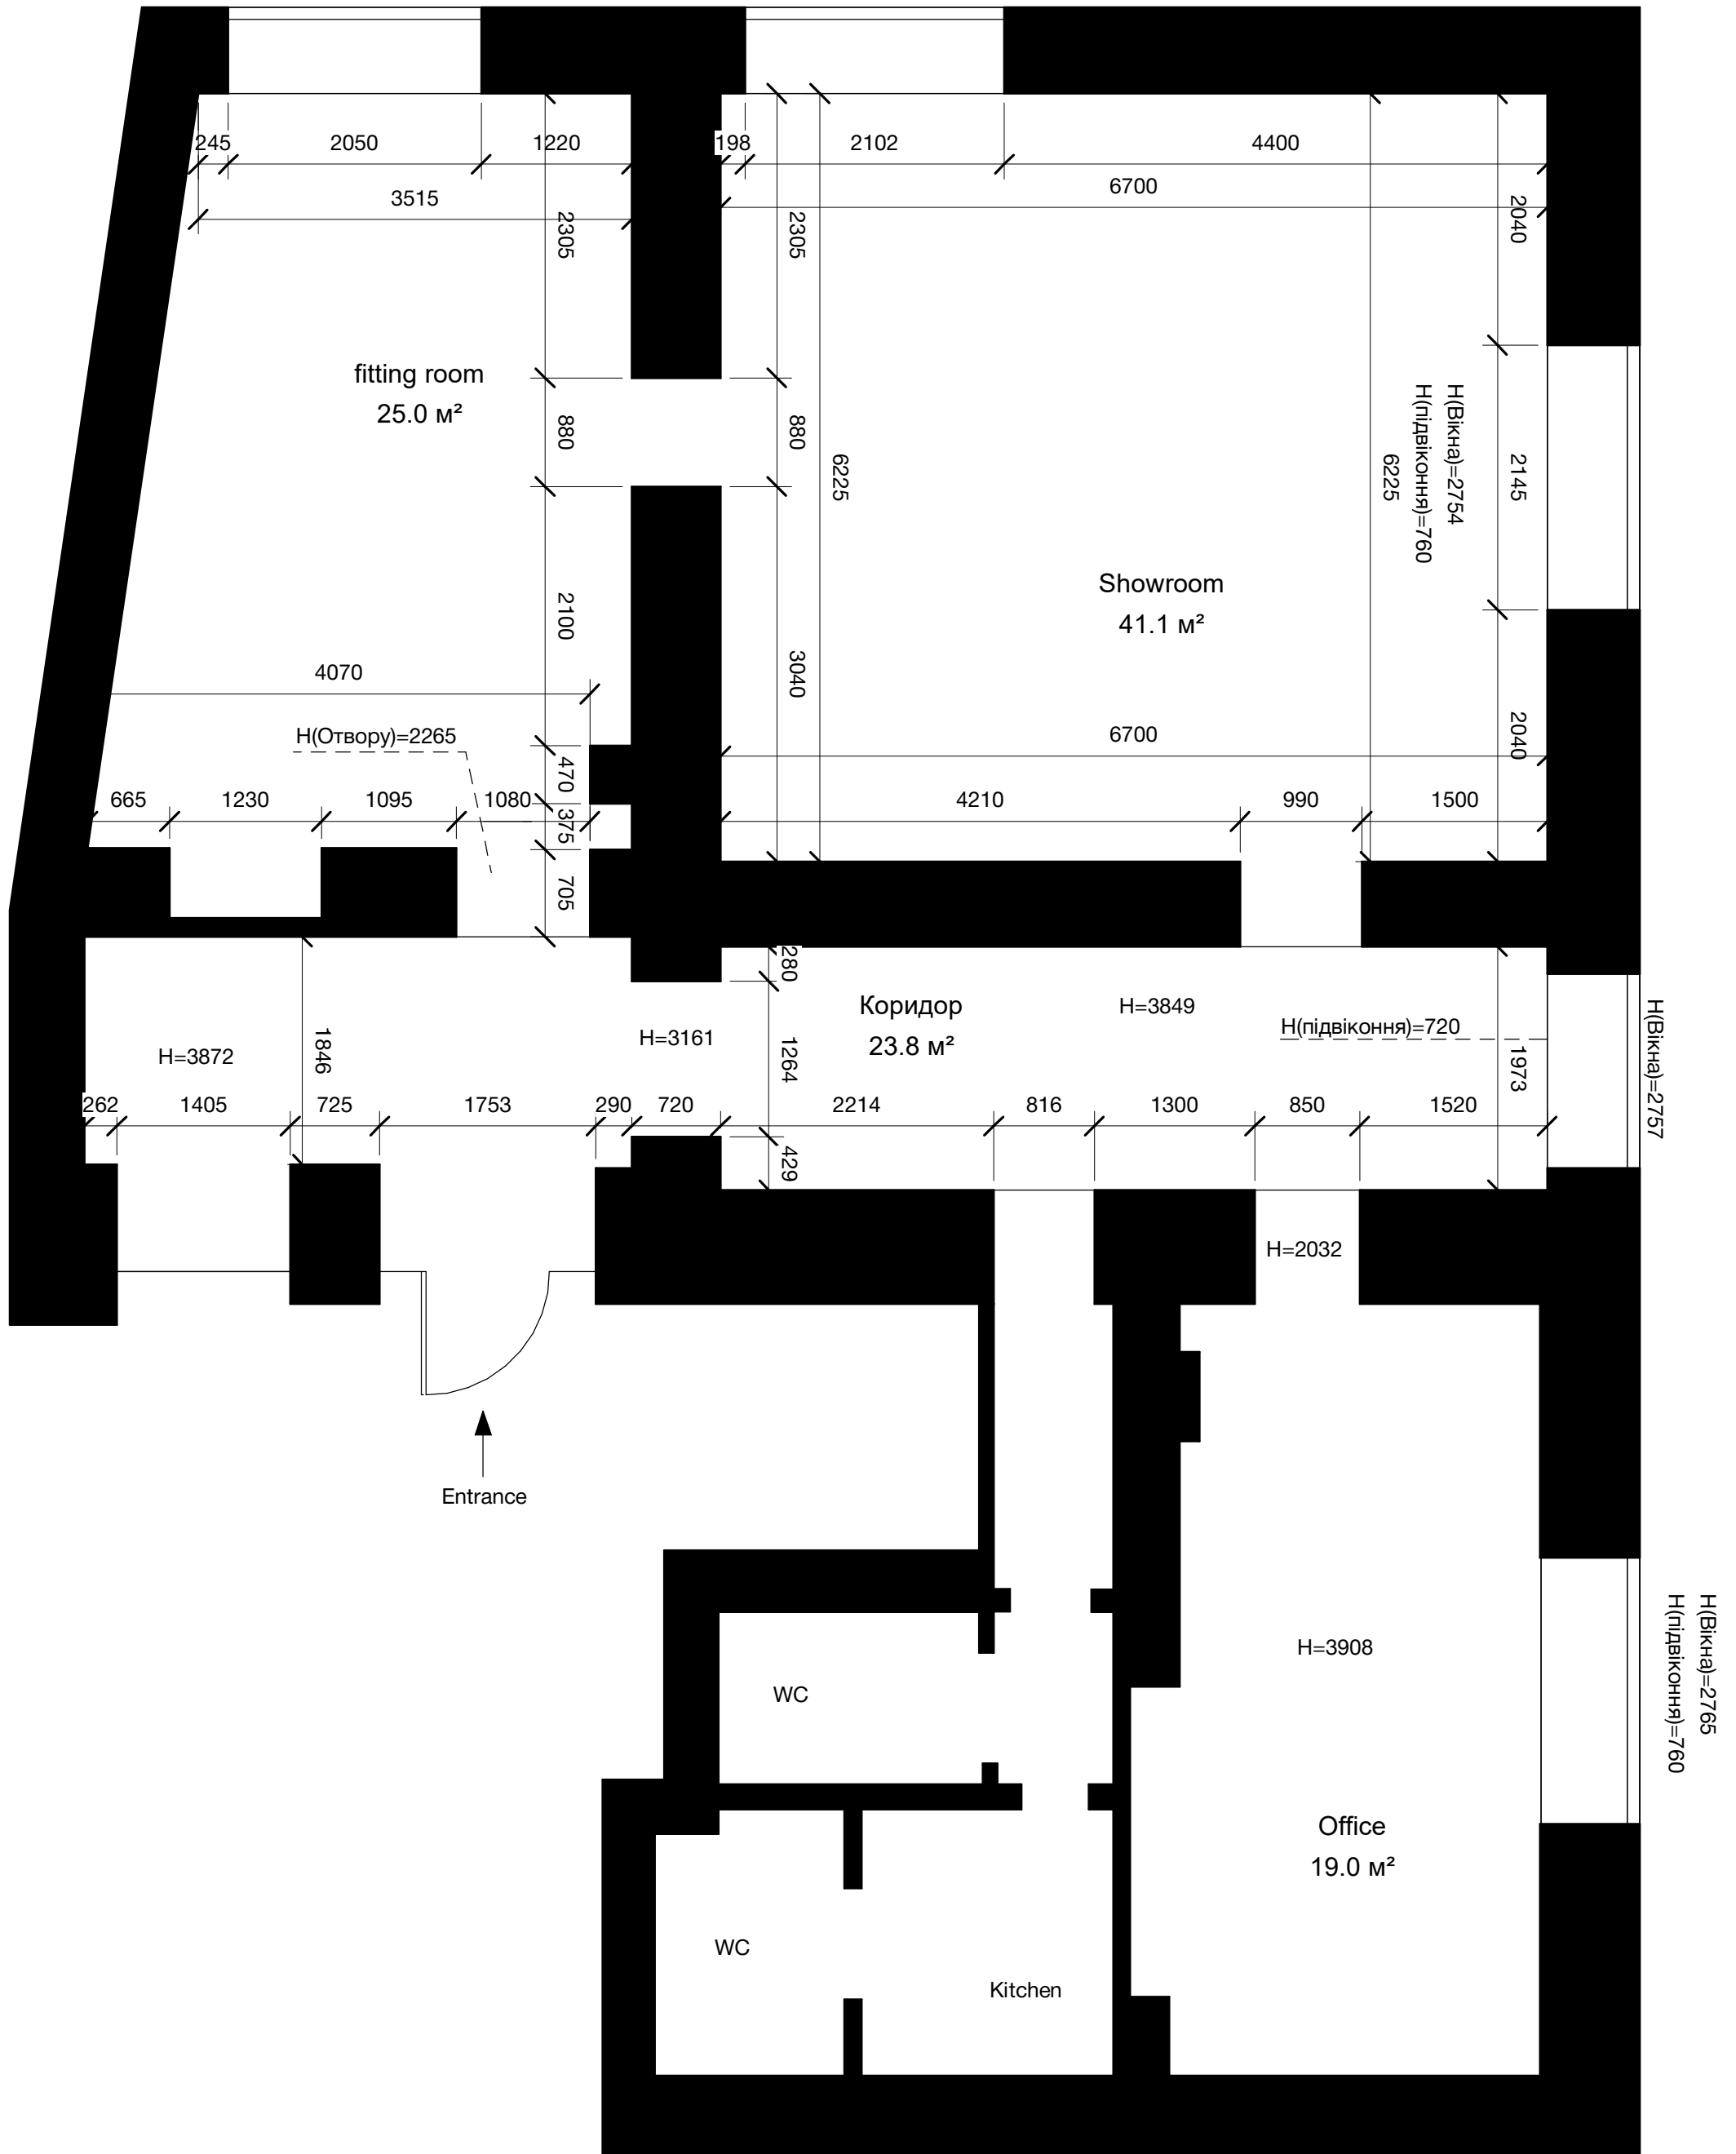 245
2050
1220
198
2102
4400
3515
6700
2305
2305
2040
fitting room
25.0 м²
880
880
6225
6225
H(Вікна)=2754
H(підвіконня)=760
2145
Showroom
41.1 м²
2100
3040
4070
H(Отвору)=2265
6700
2040
470
665
1230
1095
1080
375
4210
990
1500
705
280
Коридор
23.8 м²
H=3849
H(підвіконня)=720
H=3872
1846
H=3161
1264
1973
H(Вікна)=2757
262
1405
725
1753
290
720
2214
816
1300
850
1520
429
H=2032
Entrance
H=3908
H(Вікна)=2765
H(підвіконня)=760
WC
Office
19.0 м²
WC
Kitchen